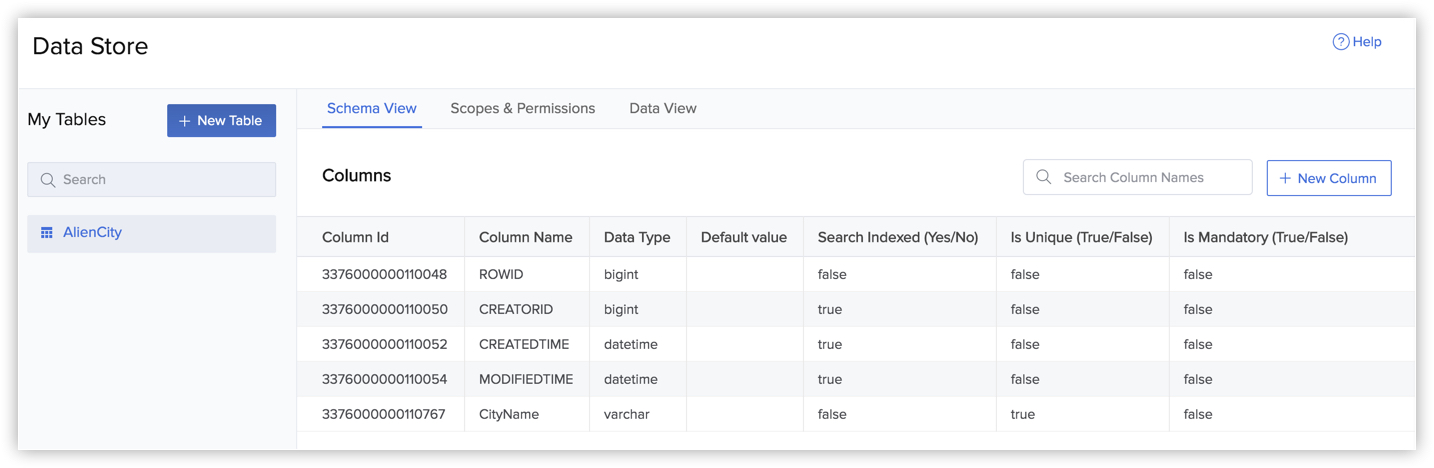 Data Store
? Help
My Tables
+ New Table
Search
AlienCity
Schema View Scopes & Permissions Data View
Columns
Search Column Names
+ New Column
Column Id Column Name Data Type Default value Search Indexed (Yes/No) Is Unique (True/False) Is Mandatory (True/False)
3376000000110048 ROWID bigint false false false
3376000000110050 CREATORID bigint true false false
3376000000110052 CREATEDTIME datetime true false false
3376000000110054 MODIFIEDTIME datetime true false false
3376000000110767 CityName varchar false true false